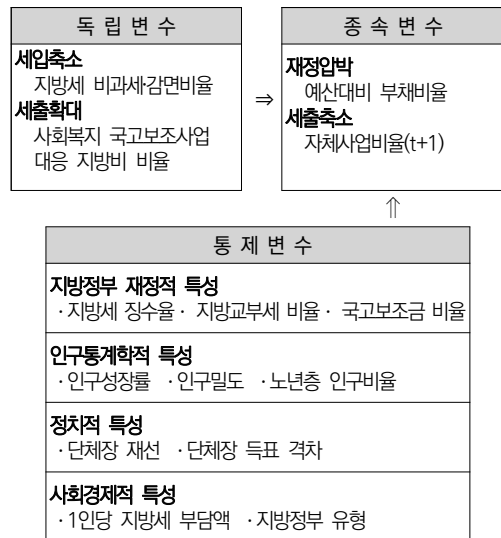 독 립 변 수
세입축소
지방세 비과세·감면비율
세출확대
사회복지 국고보조사업
대응 지방비 비율
⇒
종 속 변 수
재정압박
예산대비 부채비율
세출축소
자체사업비율(t+1)
⇑
통 제 변 수
지방정부 재정적 특성
·지방세 징수율· 지방교부세 비율· 국고보조금 비율
인구통계학적 특성
·인구성장률 ·인구밀도 ·노년층 인구비율
정치적 특성
·단체장 재선 ·단체장 득표 격차
사회경제적 특성
·1인당 지방세 부담액 ·지방정부 유형